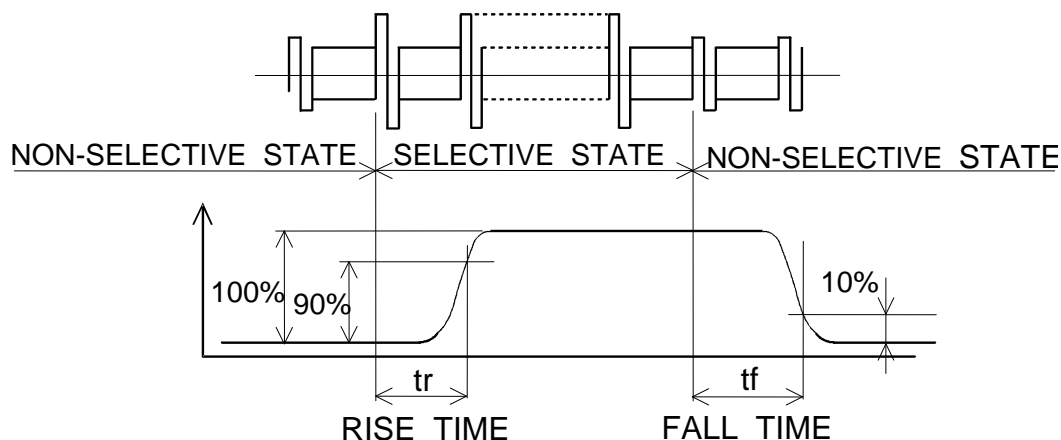 NON-SELECTIVE STATE
SELECTIVE STATE
NON-SELECTIVE STATE
100%
90%
10%
tr
tf
RISE TIME
FALL TIME